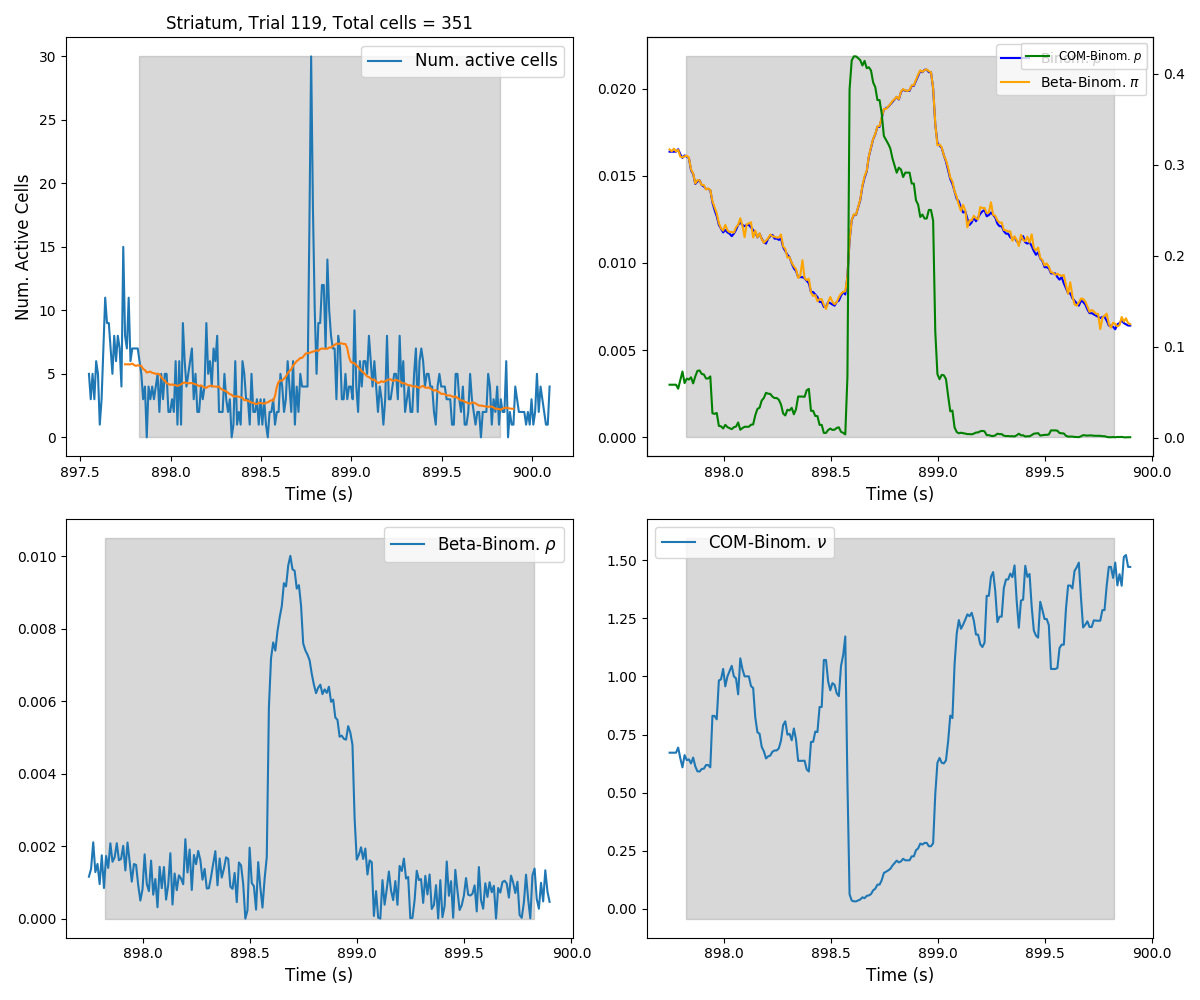 Striatum, Trial 119, Total cells = 351
Num. active cells
Num. Active Cells
30
25
20
15
10
5
0
897.5 898.0 898.5 899.0 899.5 900.0
Time (s)
COM-Binom. p
Beta-Binom. π
0.020
0.015
0.010
0.005
0.000
0.4
0.3
0.2
0.1
0.0
898.0 898.5 899.0 899.5 900.0
Time (s)
Beta-Binom. ρ
0.010
0.008
0.006
0.004
0.002
0.000
898.0 898.5 899.0 899.5 900.0
Time (s)
COM-Binom. ν
1.50
1.25
1.00
0.75
0.50
0.25
0.00
898.0 898.5 899.0 899.5 900.0
Time (s)